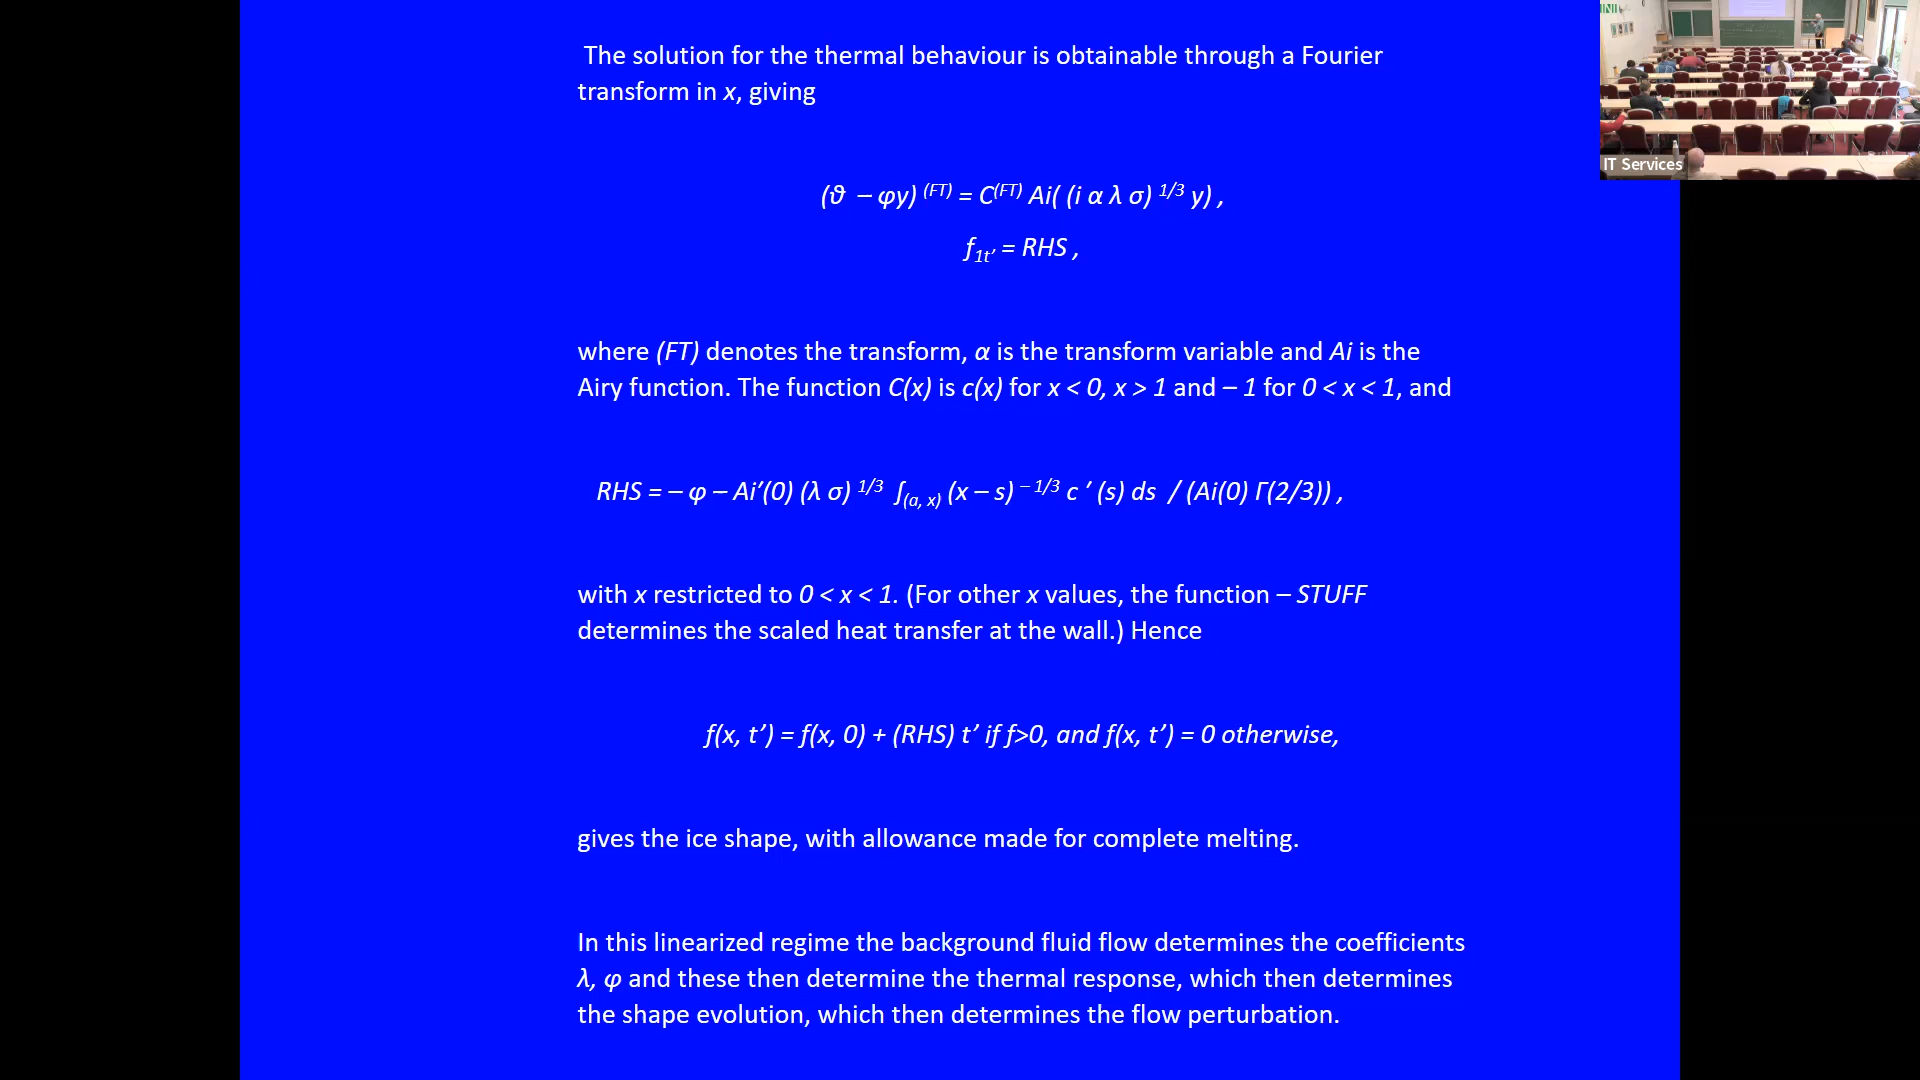 The solution for the thermal behaviour is obtainable through a Fourier
transform in x, giving
(ϑ – φy) (FT) = C(FT) Ai( (i α λ σ) 1/3 y) ,
f1t′ = RHS ,
where (FT) denotes the transform, α is the transform variable and Ai is the
Airy function. The function C(x) is c(x) for x < 0, x > 1 and – 1 for 0 < x < 1, and
RHS = – φ – Ai′(0) (λ σ) 1/3 ∫(a, x) (x – s) – 1/3 c ′ (s) ds / (Ai(0) Γ(2/3)) ,
with x restricted to 0 < x < 1. (For other x values, the function – STUFF
determines the scaled heat transfer at the wall.) Hence
f(x, t’) = f(x, 0) + (RHS) t’ if f>0, and f(x, t’) = 0 otherwise,
gives the ice shape, with allowance made for complete melting.
In this linearized regime the background fluid flow determines the coefficients
λ, φ and these then determine the thermal response, which then determines
the shape evolution, which then determines the flow perturbation.
IT Services